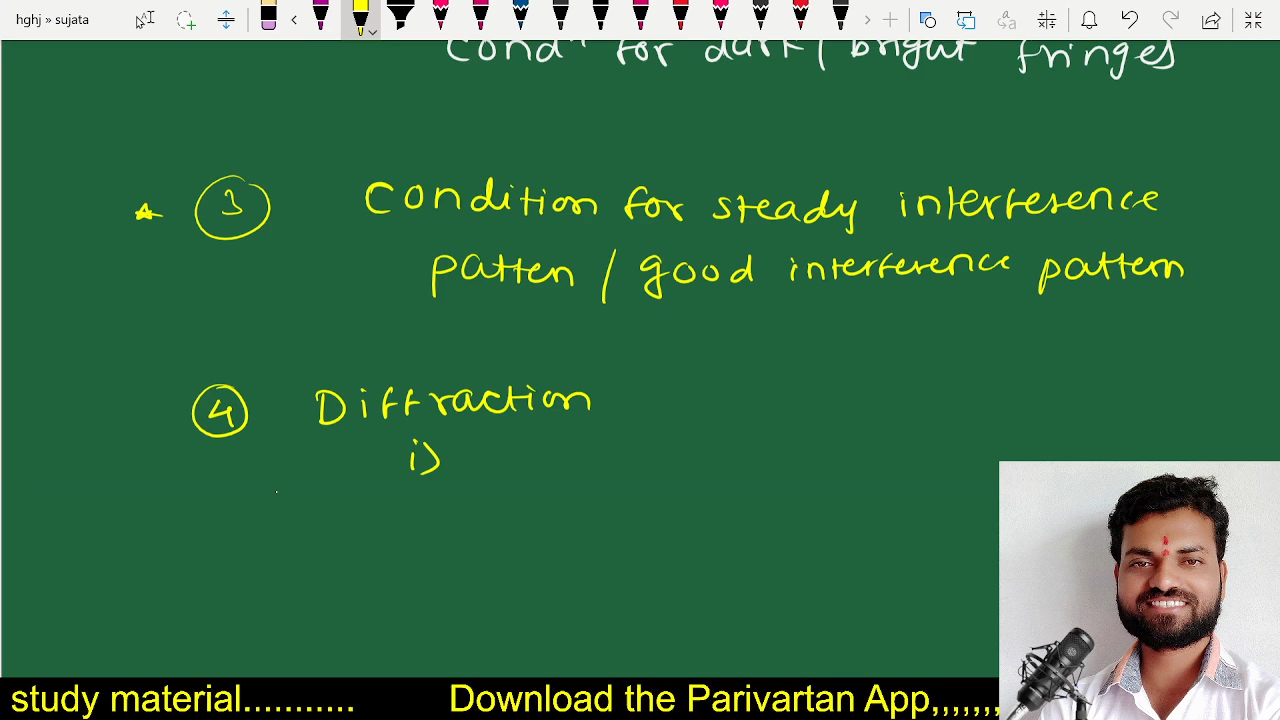 hghj » sujata
condⁿ for dark/bright fringes
3 Condition for steady interference
patten / good interference pattern
4 Diffraction
i)
study material........... Download the Parivartan App,,,,,,,